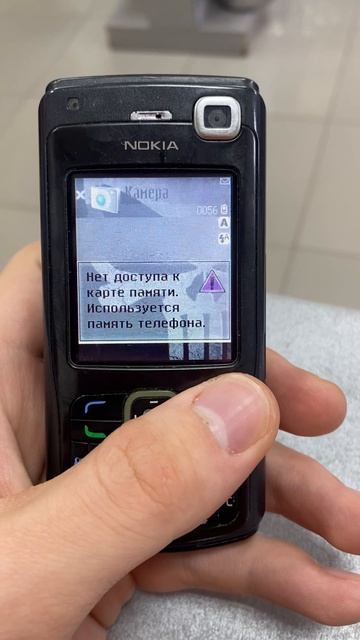 NOKIA
Камера
0056
A
Нет доступа к
карте памяти.
Используется
память телефона.